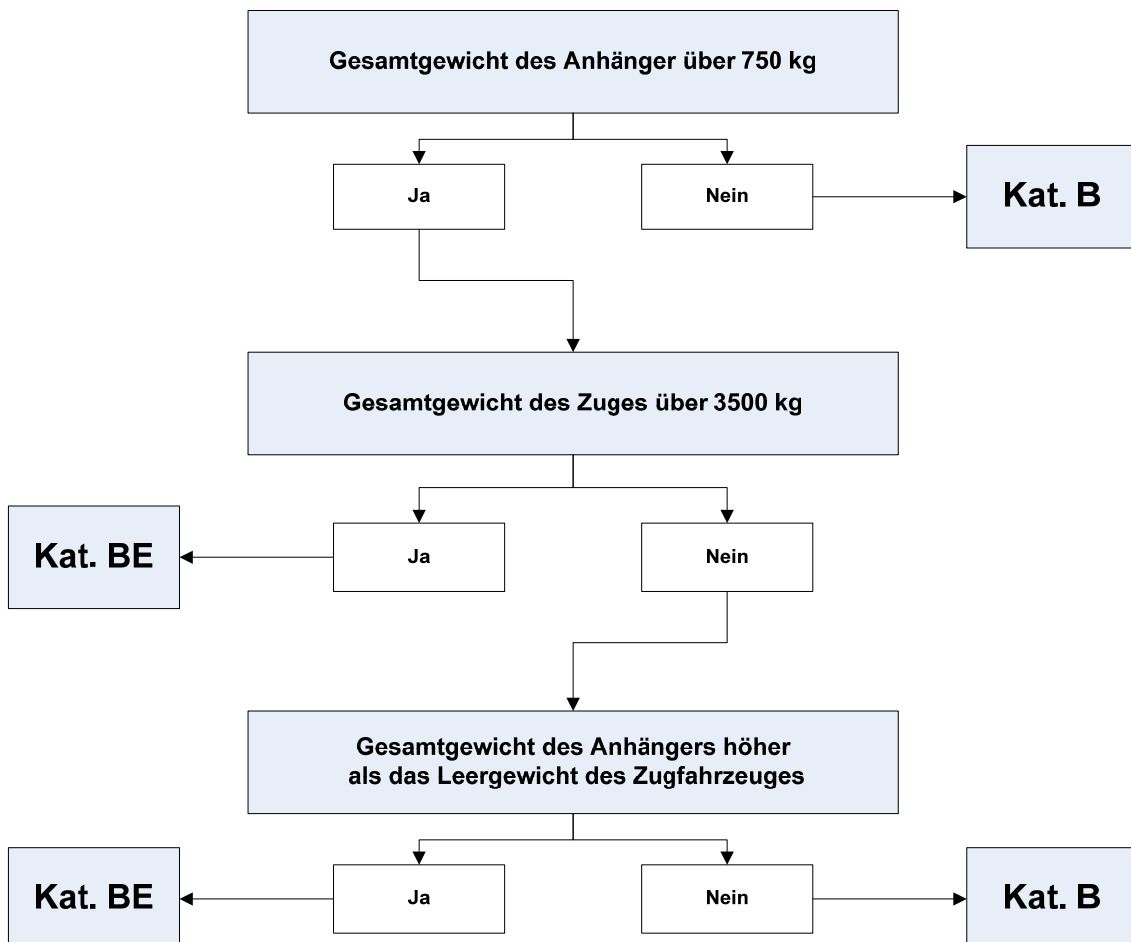 Gesamtgewicht des Anhänger über 750 kg
Ja
Nein
Kat. B
Gesamtgewicht des Zuges über 3500 kg
Kat. BE
Ja
Nein
Gesamtgewicht des Anhängers höher
als das Leergewicht des Zugfahrzeuges
Kat. BE
Ja
Nein
Kat. B